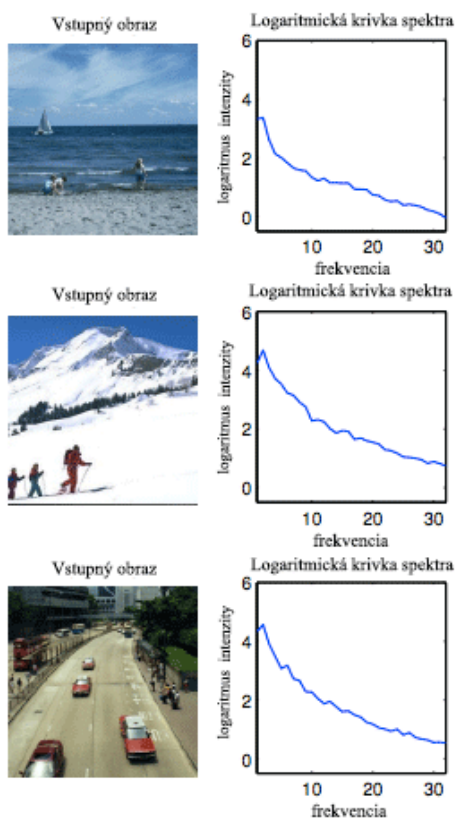 Vstupný obraz
Logaritmická krivka spektra
6
4
2
0
logaritmus intenzity
10 20 30
frekvencia
Vstupný obraz
Logaritmická krivka spektra
6
4
2
0
logaritmus intenzity
10 20 30
frekvencia
Vstupný obraz
Logaritmická krivka spektra
6
4
2
0
logaritmus intenzity
10 20 30
frekvencia